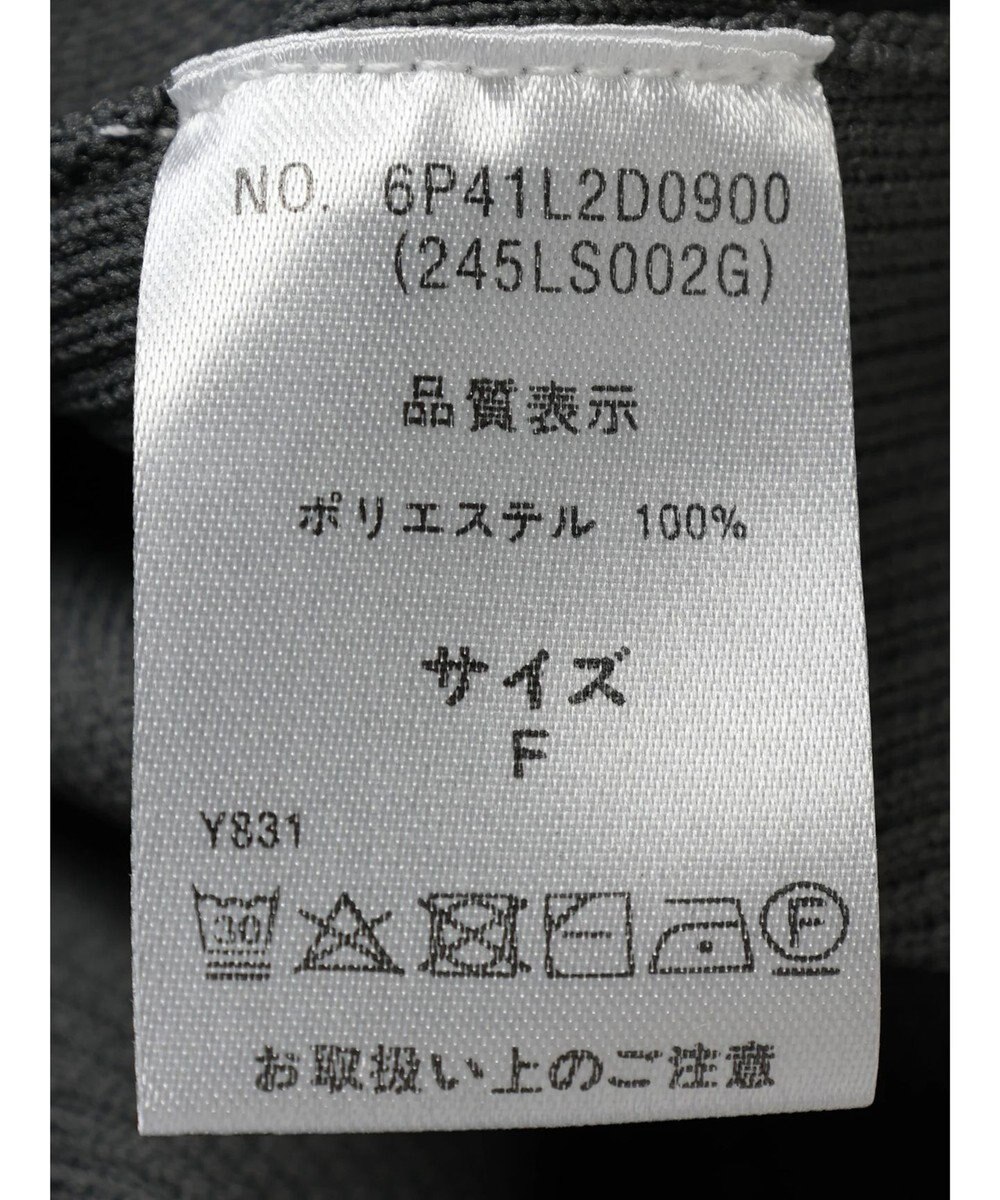 NO. 6P41L2D0900
(245LS002G)
品質表示
ポリエステル 100%
サイズ
F
Y831
30 F
お取扱い上のご注意